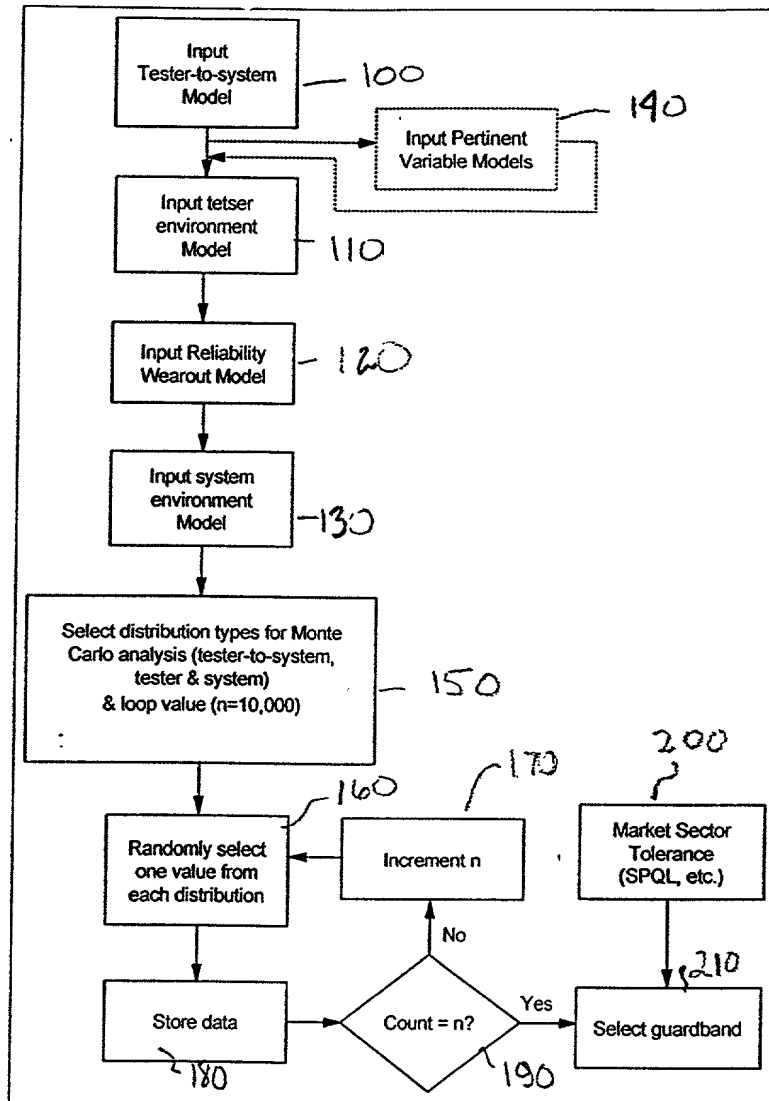 Input
Tester-to-system
Model
100
140
Input Pertinent
Variable Models
Input tetser
environment
Model
110
Input Reliability
Wearout Model
120
Input system
environment
Model
130
Select distribution types for Monte
Carlo analysis (tester-to-system,
tester & system)
& loop value (n=10,000)
:
150
160
Randomly select
one value from
each distribution
170
Increment n
200
Market Sector
Tolerance
(SPQL, etc.)
No
Store data
180
Count = n?
190
Yes
210
Select guardband